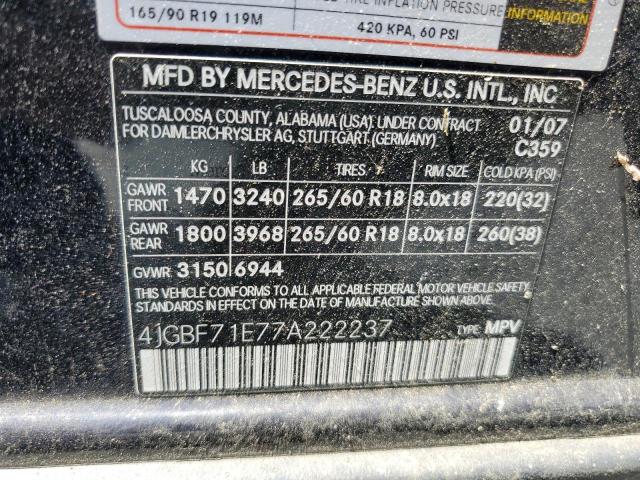 TIRE INFLATION PRESSURE
165/90 R19 119M
420 KPA, 60 PSI
MFD BY MERCEDES-BENZ U.S. INTL., INC
TUSCALOOSA COUNTY, ALABAMA (USA), UNDER CONTRACT 01/07
FOR DAIMLERCHRYSLER AG, STUTTGART (GERMANY) C359
KG LB TIRES RIM SIZE COLD KPA (PSI)
GAWR FRONT 1470 3240 265/60 R18 8.0x18 220(32)
GAWR REAR 1800 3968 265/60 R18 8.0x18 260(38)
GVWR 3150 6944
THIS VEHICLE CONFORMS TO ALL APPLICABLE FEDERAL MOTOR VEHICLE SAFETY
STANDARDS IN EFFECT ON THE DATE OF MANUFACTURE SHOWN ABOVE.
4JGBF71E77A222237 TYPE MPV